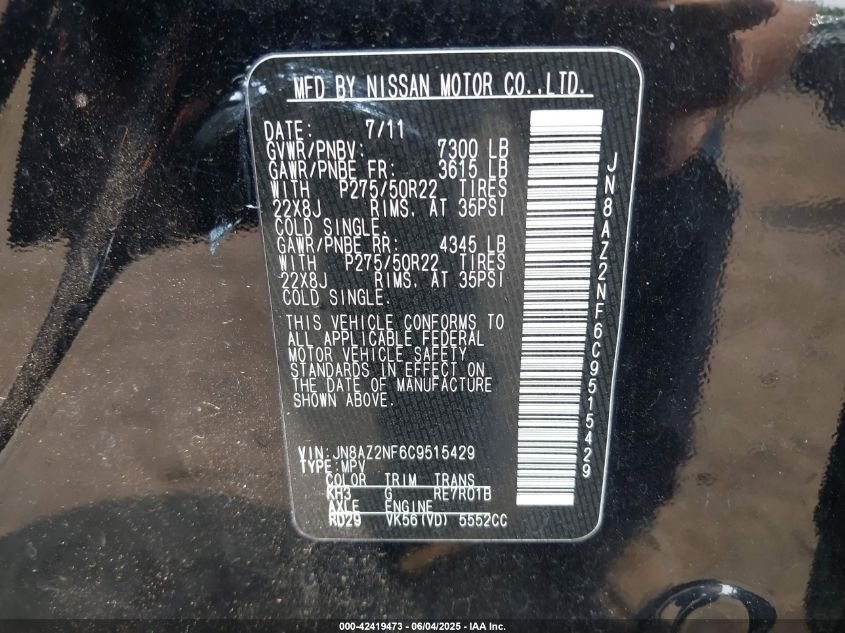 MFD BY NISSAN MOTOR CO.,LTD.
DATE: 7/11
GVWR/PNBV: 7300 LB
GAWR/PNBE FR: 3615 LB
WITH P275/50R22 TIRES
22X8J RIMS. AT 35PSI
COLD SINGLE.
GAWR/PNBE RR: 4345 LB
WITH P275/50R22 TIRES
22X8J RIMS. AT 35PSI
COLD SINGLE.
THIS VEHICLE CONFORMS TO
ALL APPLICABLE FEDERAL
MOTOR VEHICLE SAFETY
STANDARDS IN EFFECT ON
THE DATE OF MANUFACTURE
SHOWN ABOVE.
VIN:JN8AZ2NF6C9515429
TYPE:MPV
COLOR TRIM TRANS
KH3 G RE7R01B
AXLE ENGINE
RD29 VK56(VD) 5552CC
JN8AZ2NF6C9515429
000-42419473 - 06/04/2025 - IAA Inc.